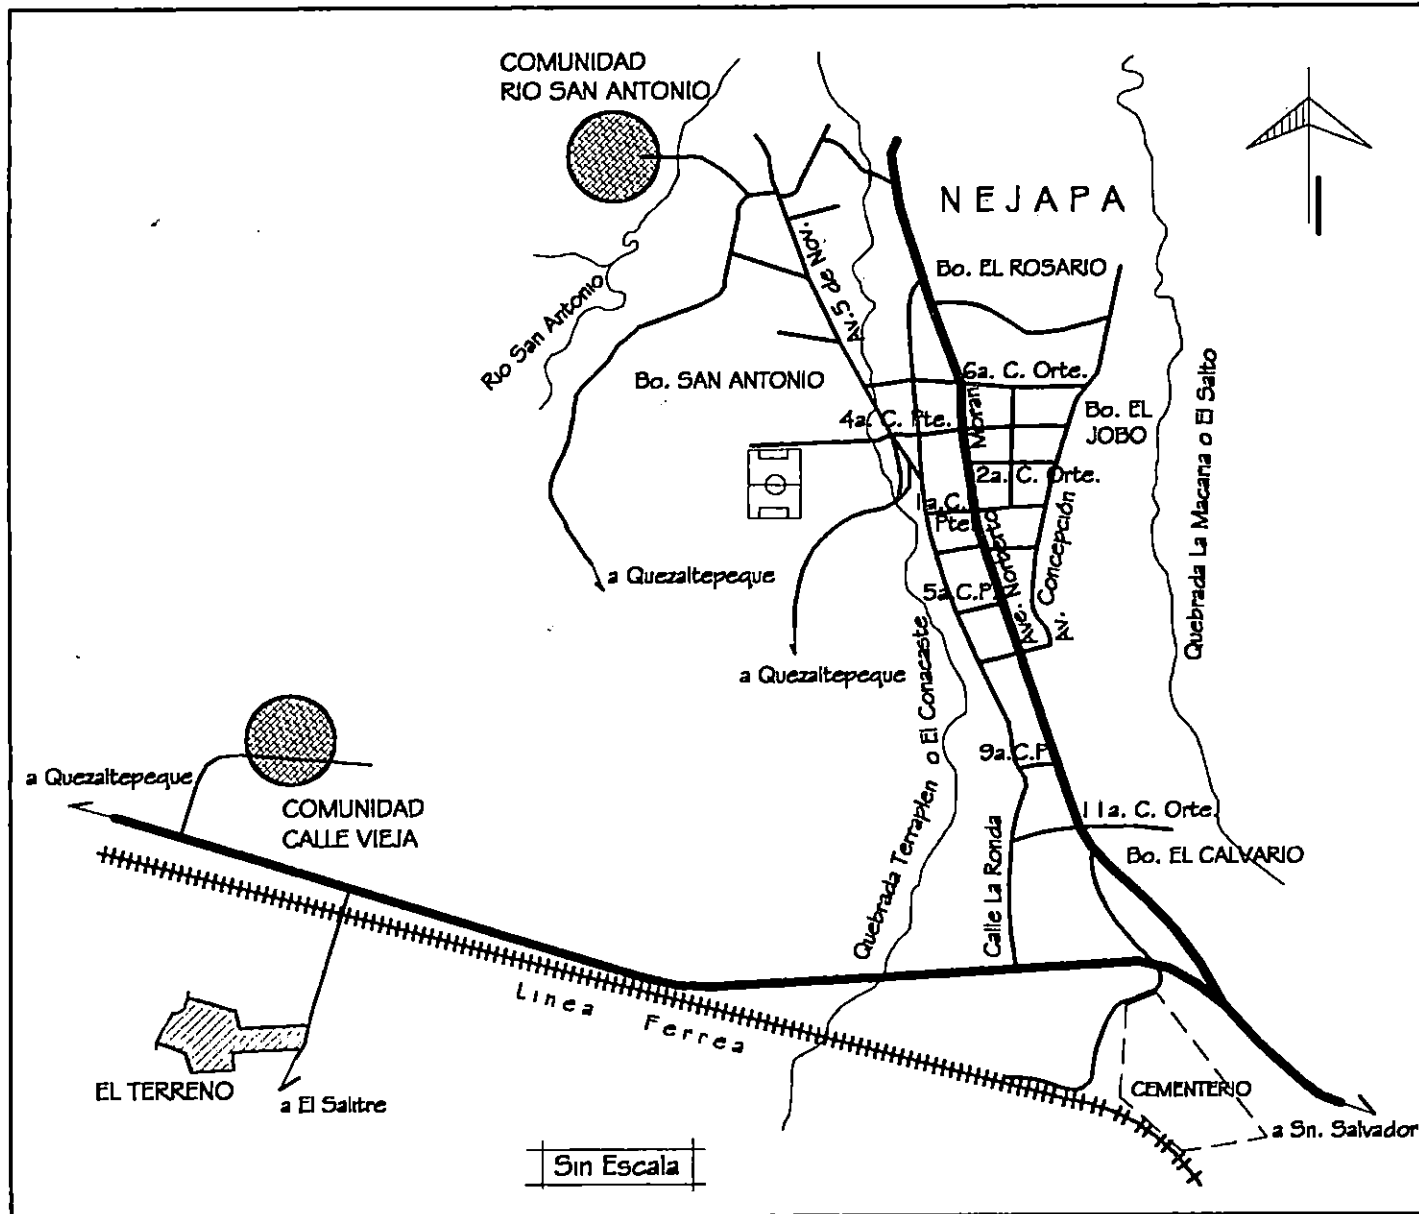 COMUNIDAD
RIO SAN ANTONIO
NEJAPA
Bo. EL ROSARIO
Av. 5 de Nov.
Rio San Antonio
Bo. SAN ANTONIO
6a. C. Orte.
Moran
4a. C. Pte.
Bo. EL
JOBO
2a. C. Orte.
1a. C.
Pte.
Ave. Norberto
Av. Concepción
Quebrada La Macama o El Salto
a Quezaltepeque
5a. C.P.
a Quezaltepeque
Quebrada Terraplen o El Conacaste
9a. C.P.
a Quezaltepeque
COMUNIDAD
CALLE VIEJA
11a. C. Orte.
Bo. EL CALVARIO
Calle La Ronda
Linea Ferrea
EL TERRENO
a El Salitre
CEMENTERIO
a Sn. Salvador
Sin Escala